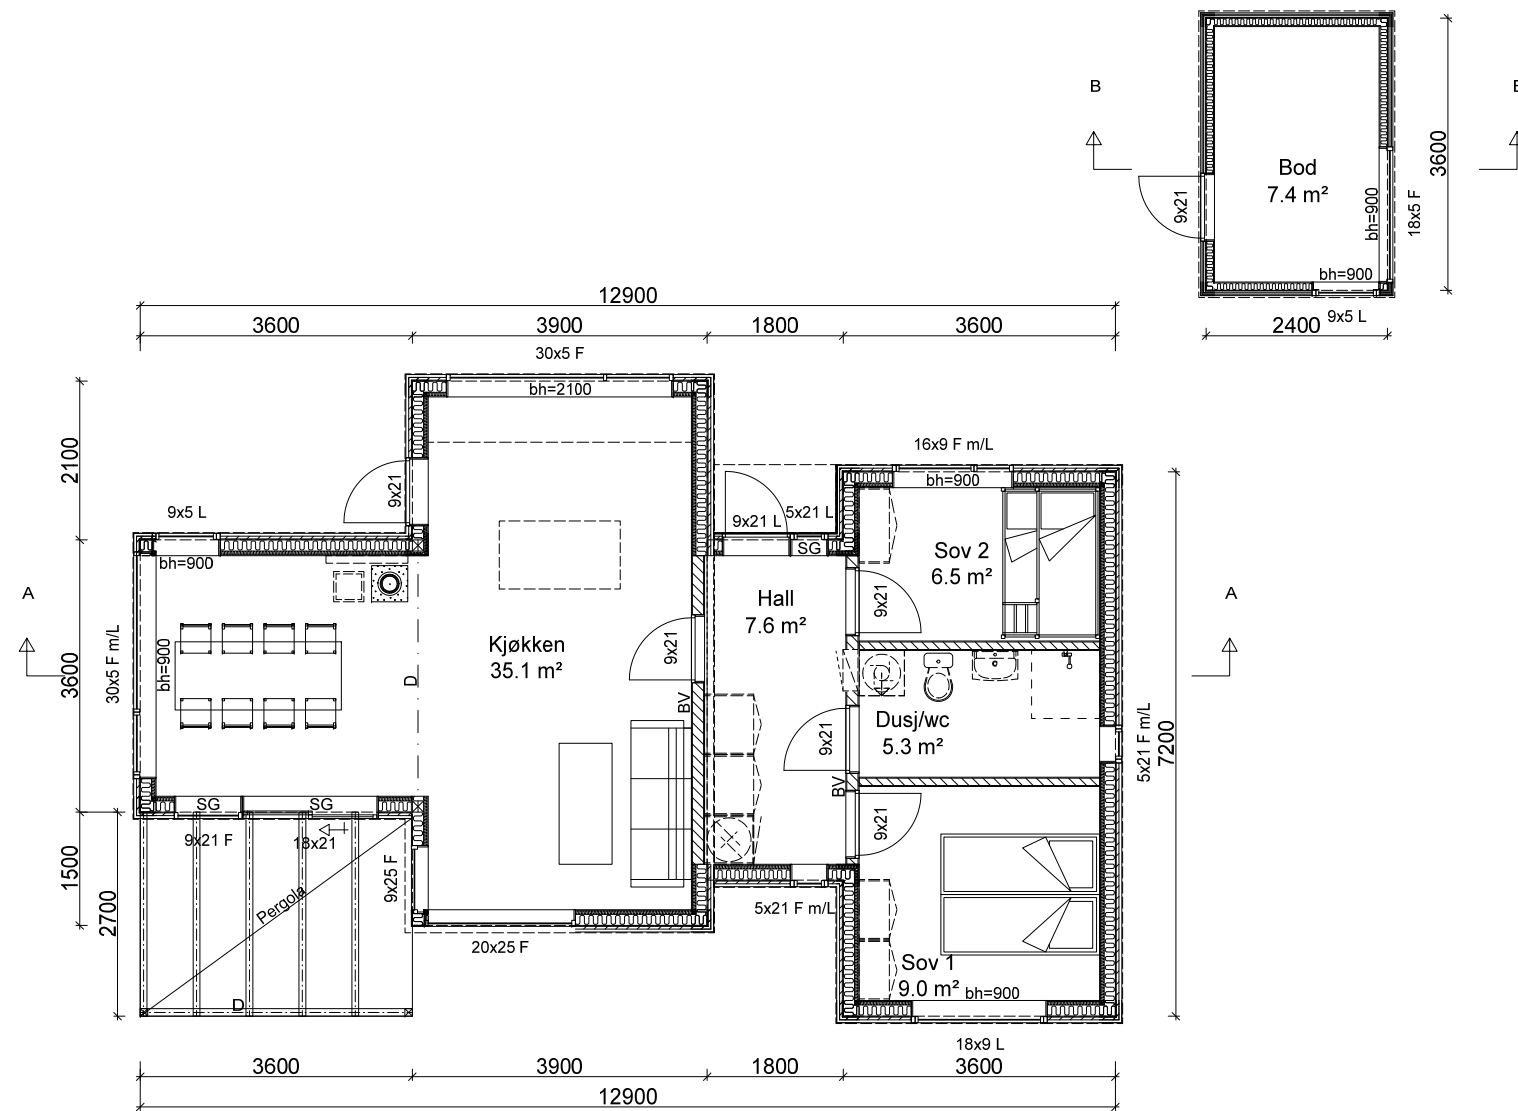 B
B
Bod
7.4 m²
9x21
bh=900
18x5 F
3600
bh=900
9x5 L
2400
12900
3600
3900
1800
3600
30x5 F
bh=2100
2100
9x21
9x5 L
bh=900
16x9 F m/L
bh=900
9x21 L
5x21 L
SG
Sov 2
6.5 m²
9x21
A
A
Hall
7.6 m²
Kjøkken
35.1 m²
9x21
30x5 F m/L
bh=900
3600
D
BV
Dusj/wc
5.3 m²
9x21
5x21 F m/L
7200
BV
SG
SG
9x21 F
18x21
9x21
1500
2700
9x25 F
Pergola
D
20x25 F
5x21 F m/L
Sov 1
9.0 m²
bh=900
18x9 L
3600
3900
1800
3600
12900